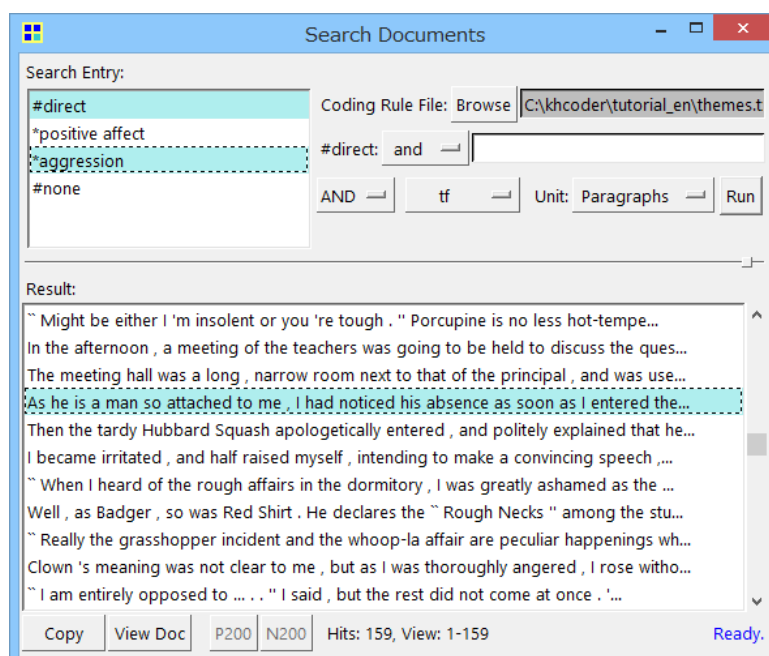 Search Documents
Search Entry:
#direct
*positive affect
*aggression
#none
Coding Rule File: Browse C:\khcoder\tutorial_en\themes.t
#direct: and
AND tf Unit: Paragraphs Run
Result:
`` Might be either I 'm insolent or you 're tough . '' Porcupine is no less hot-tempe...
In the afternoon , a meeting of the teachers was going to be held to discuss the ques...
The meeting hall was a long , narrow room next to that of the principal , and was use...
As he is a man so attached to me , I had noticed his absence as soon as I entered the...
Then the tardy Hubbard Squash apologetically entered , and politely explained that he...
I became irritated , and half raised myself , intending to make a convincing speech ,...
`` When I heard of the rough affairs in the dormitory , I was greatly ashamed as the ...
Well , as Badger , so was Red Shirt . He declares the `` Rough Necks '' among the stu...
`` Really the grasshopper incident and the whoop-la affair are peculiar happenings wh...
Clown 's meaning was not clear to me , but as I was thoroughly angered , I rose witho...
`` I am entirely opposed to ... . . '' I said , but the rest did not come at once . '...
Copy View Doc P200 N200 Hits: 159, View: 1-159 Ready.